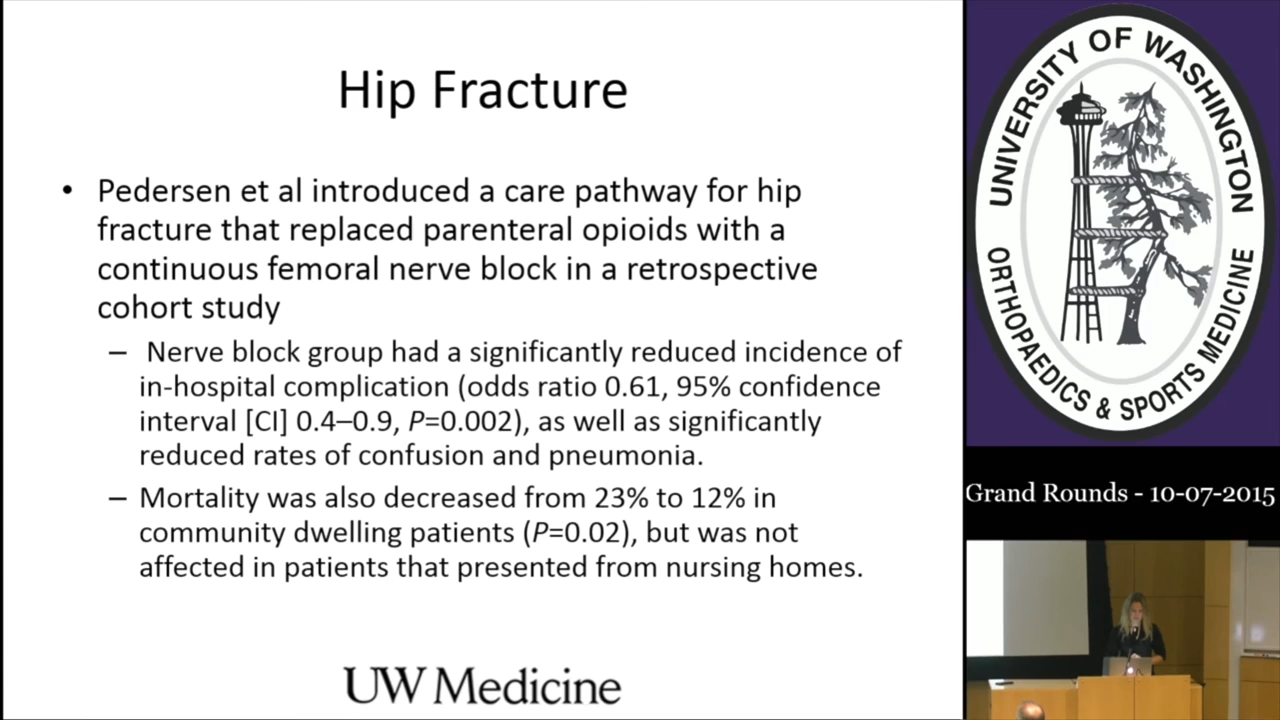 Hip Fracture
• Pedersen et al introduced a care pathway for hip
fracture that replaced parenteral opioids with a
continuous femoral nerve block in a retrospective
cohort study
– Nerve block group had a significantly reduced incidence of
in-hospital complication (odds ratio 0.61, 95% confidence
interval [CI] 0.4–0.9, P=0.002), as well as significantly
reduced rates of confusion and pneumonia.
– Mortality was also decreased from 23% to 12% in
community dwelling patients (P=0.02), but was not
affected in patients that presented from nursing homes.
UW Medicine
UNIVERSITY OF WASHINGTON
ORTHOPAEDICS & SPORTS MEDICINE
Grand Rounds - 10-07-2015